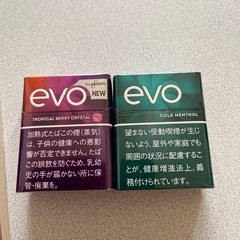 evo
NEW
TROPICAL BERRY CRYSTAL
加熱式たばこの煙(蒸気)
は、子供の健康への悪影
響が否定できません。たば
この誤飲を防ぐため、乳幼
児の手が届かない所に保
管・廃棄を。
evo
COLD MENTHOL
望まない受動喫煙が生じ
ないよう、屋外や家庭でも
周囲の状況に配慮すること
が、健康増進法上、義
務付けられています。